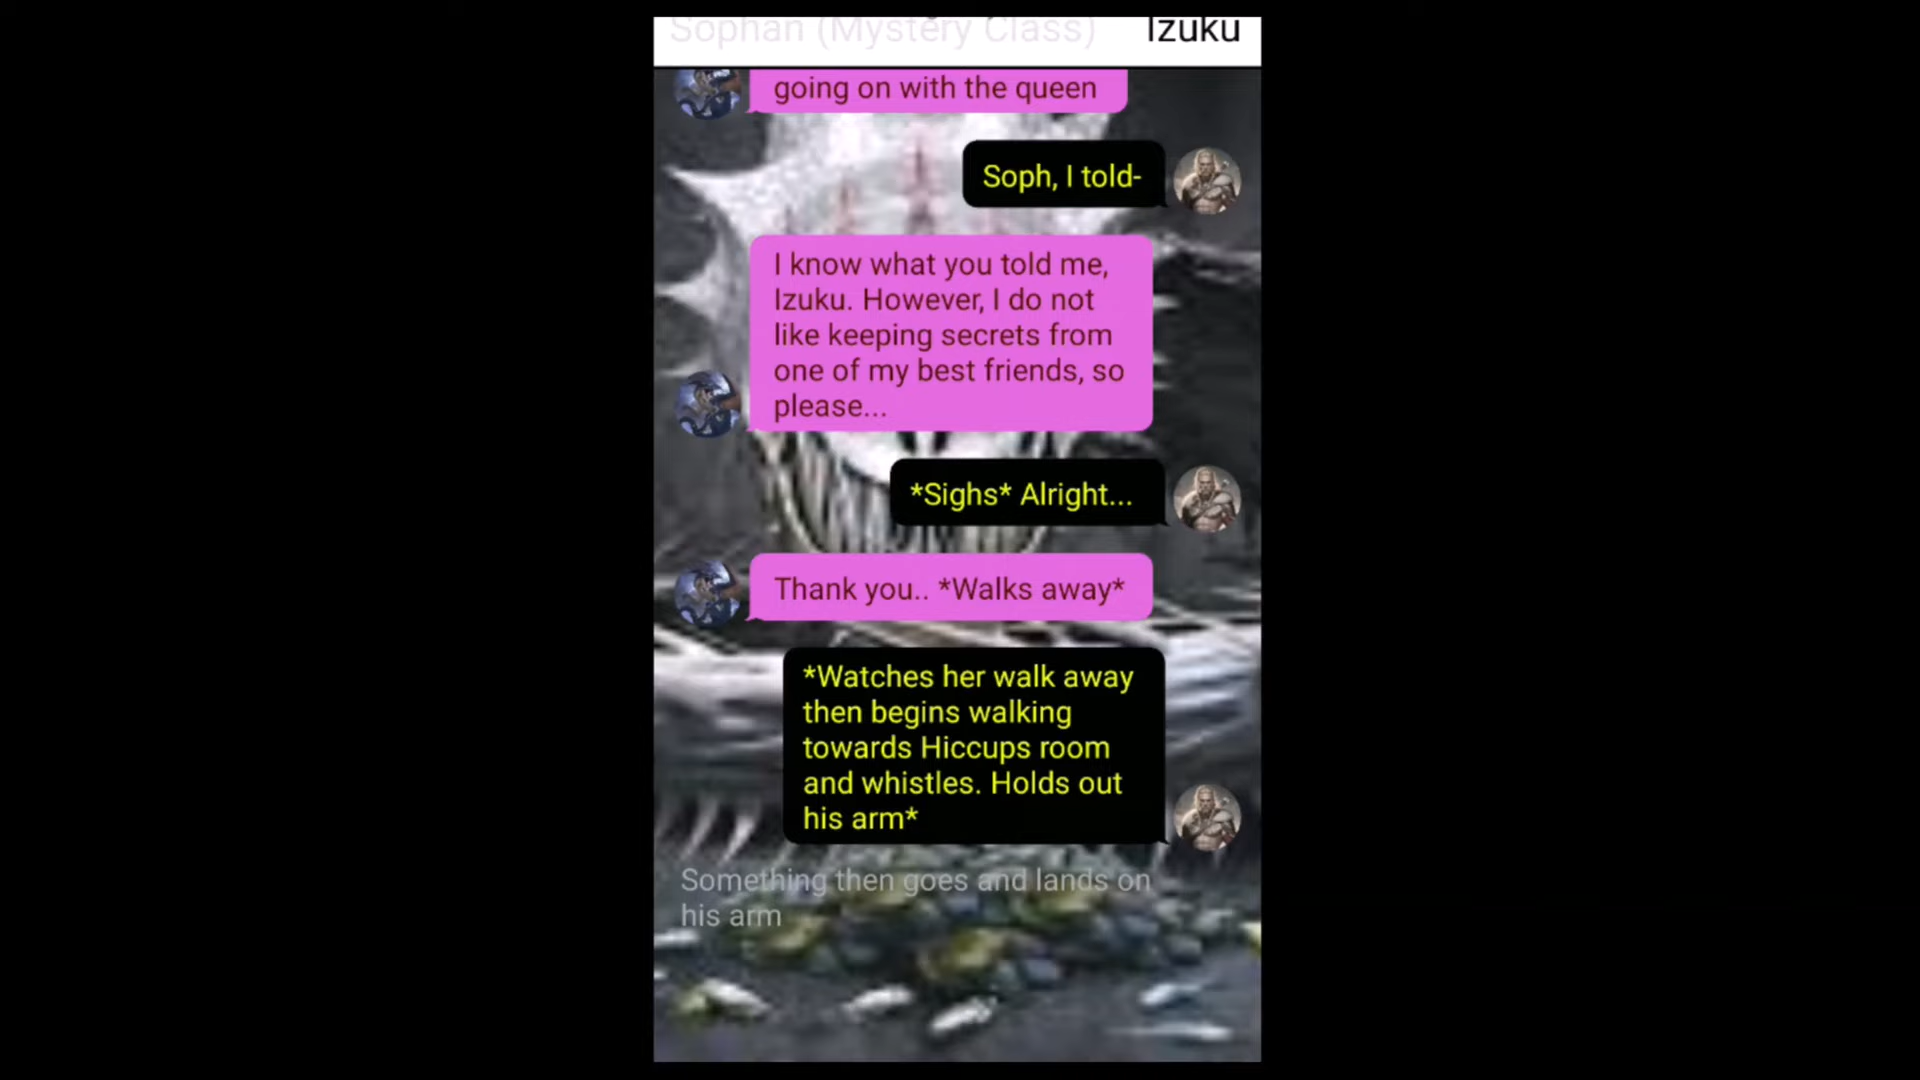 Sophan (Mystery Class) Izuku
going on with the queen
Soph, I told-
I know what you told me,
Izuku. However, I do not
like keeping secrets from
one of my best friends, so
please...
*Sighs* Alright...
Thank you.. *Walks away*
*Watches her walk away
then begins walking
towards Hiccups room
and whistles. Holds out
his arm*
Something then goes and lands on
his arm